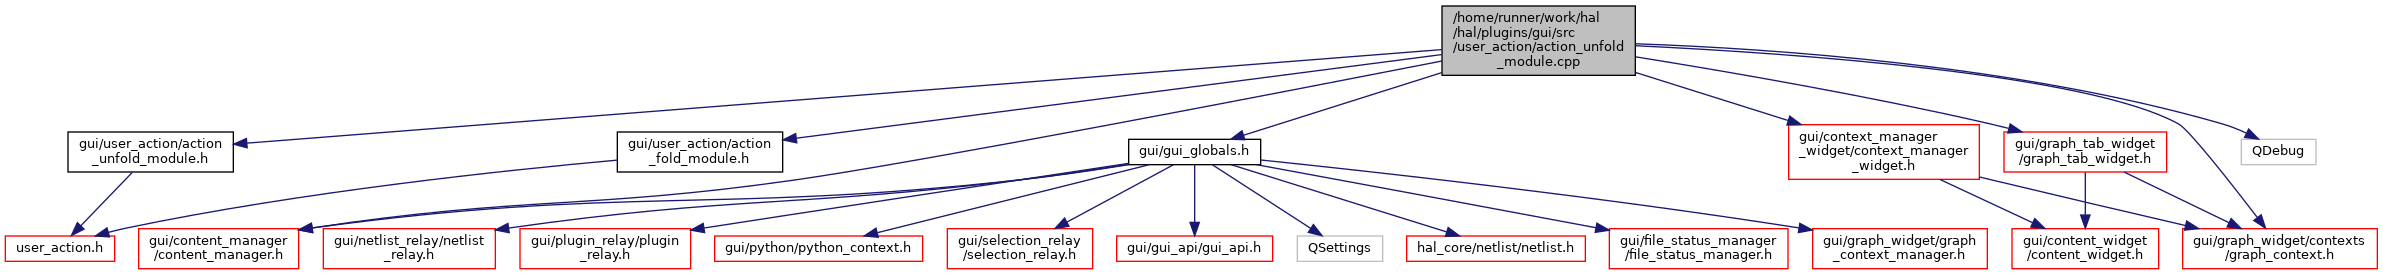 /home/runner/work/hal
/hal/plugins/gui/src
/user_action/action_unfold
_module.cpp
gui/user_action/action
_unfold_module.h
gui/user_action/action
_fold_module.h
gui/gui_globals.h
gui/context_manager
_widget/context_manager
_widget.h
gui/graph_tab_widget
/graph_tab_widget.h
QDebug
user_action.h
gui/content_manager
/content_manager.h
gui/netlist_relay/netlist
_relay.h
gui/plugin_relay/plugin
_relay.h
gui/python/python_context.h
gui/selection_relay
/selection_relay.h
gui/gui_api/gui_api.h
QSettings
hal_core/netlist/netlist.h
gui/file_status_manager
/file_status_manager.h
gui/graph_widget/graph
_context_manager.h
gui/content_widget
/content_widget.h
gui/graph_widget/contexts
/graph_context.h